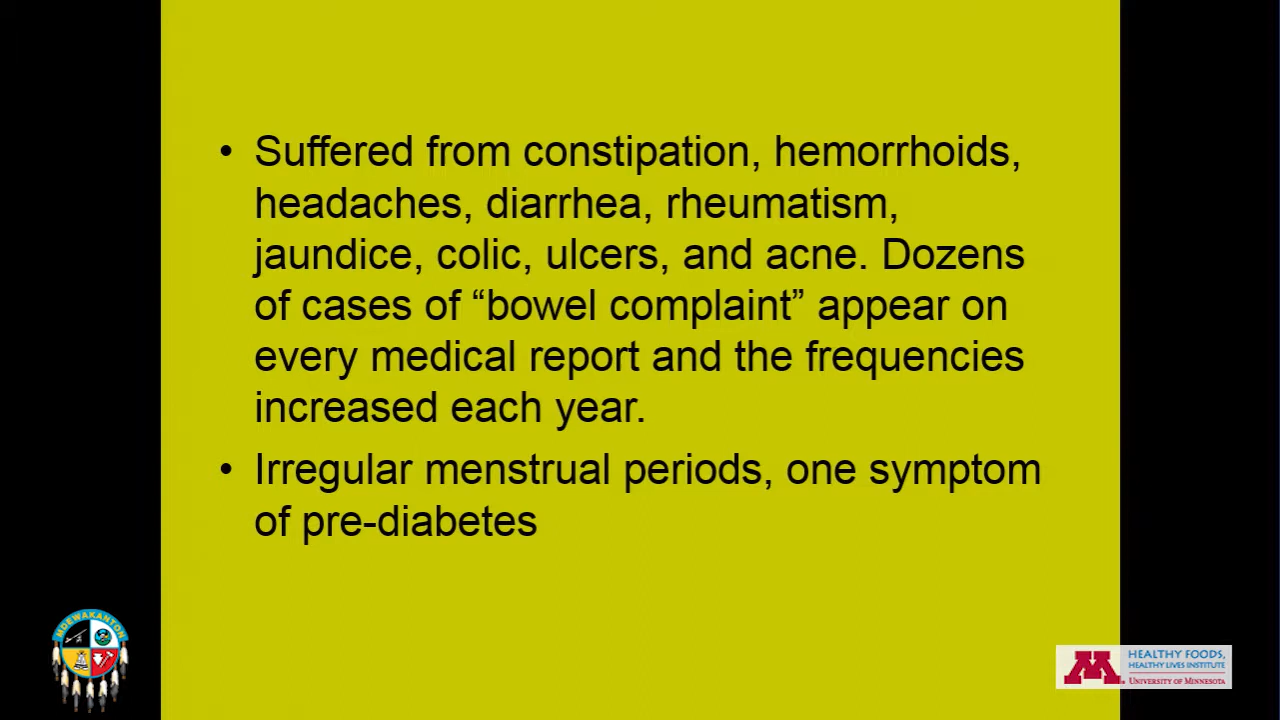 • Suffered from constipation, hemorrhoids,
headaches, diarrhea, rheumatism,
jaundice, colic, ulcers, and acne. Dozens
of cases of “bowel complaint” appear on
every medical report and the frequencies
increased each year.
• Irregular menstrual periods, one symptom
of pre-diabetes
MDEWAKANTON
M
HEALTHY FOODS,
HEALTHY LIVES INSTITUTE
UNIVERSITY OF MINNESOTA